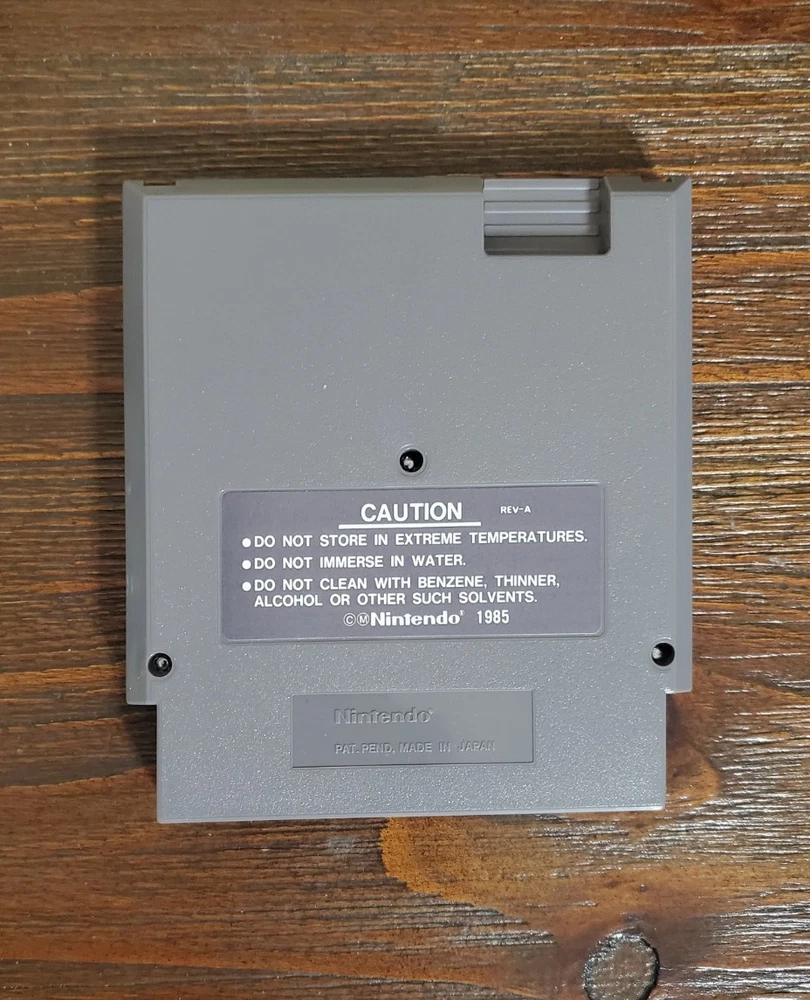 CAUTION REV-A
●DO NOT STORE IN EXTREME TEMPERATURES.
●DO NOT IMMERSE IN WATER.
●DO NOT CLEAN WITH BENZENE, THINNER,
ALCOHOL OR OTHER SUCH SOLVENTS.
©ⓂNintendo® 1985
Nintendo®
PAT. PEND. MADE IN JAPAN